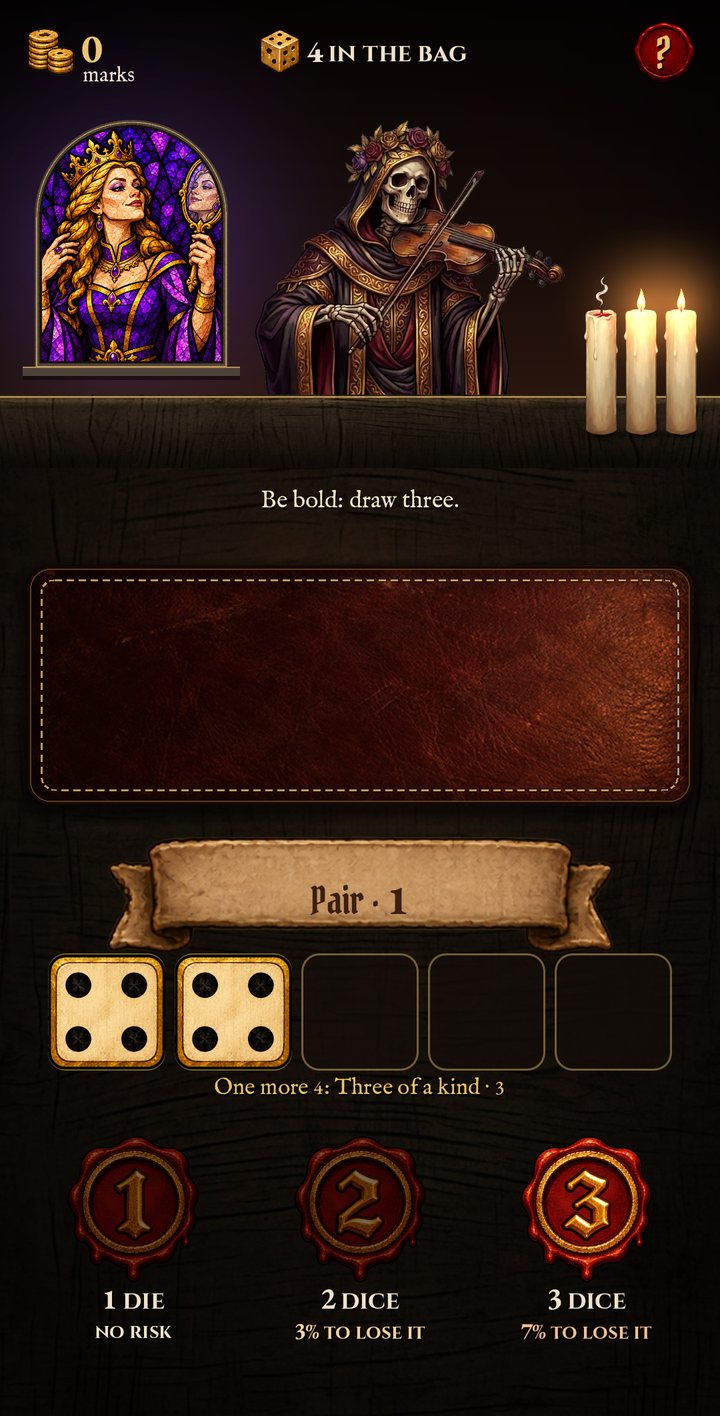 0
marks
4 IN THE BAG
?
Be bold: draw three.
Pair · 1
One more 4: Three of a kind · 3
1
2
3
1 DIE
2 DICE
3 DICE
NO RISK
3% TO LOSE IT
7% TO LOSE IT